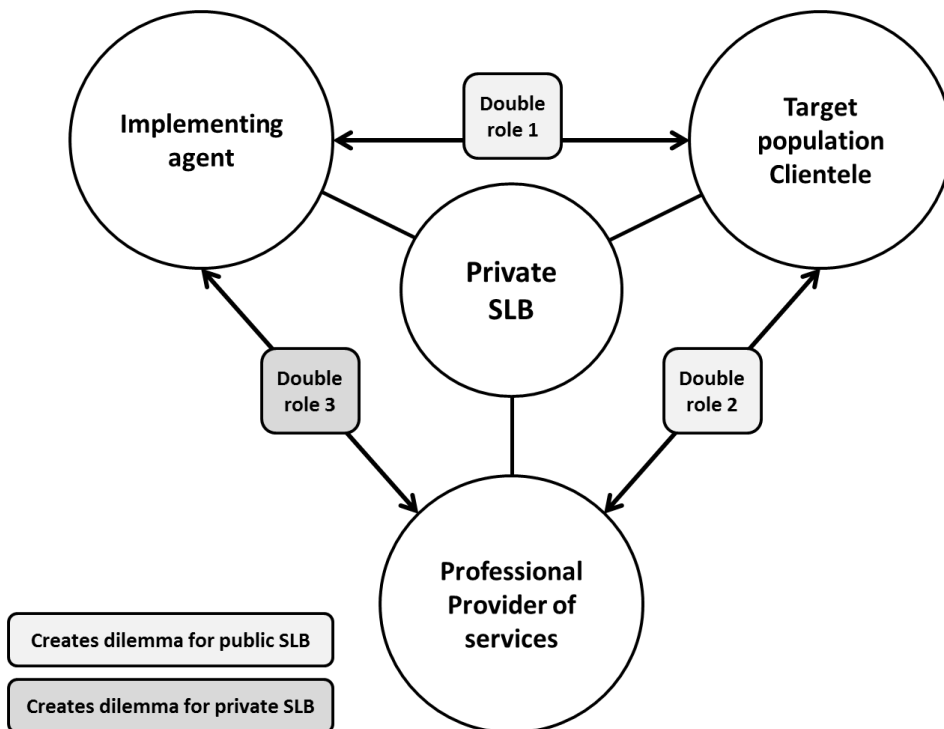 Implementing
agent
Double
role 1
Target
population
Clientele
Private
SLB
Double
role 3
Double
role 2
Professional
Provider of
services
Creates dilemma for public SLB
Creates dilemma for private SLB